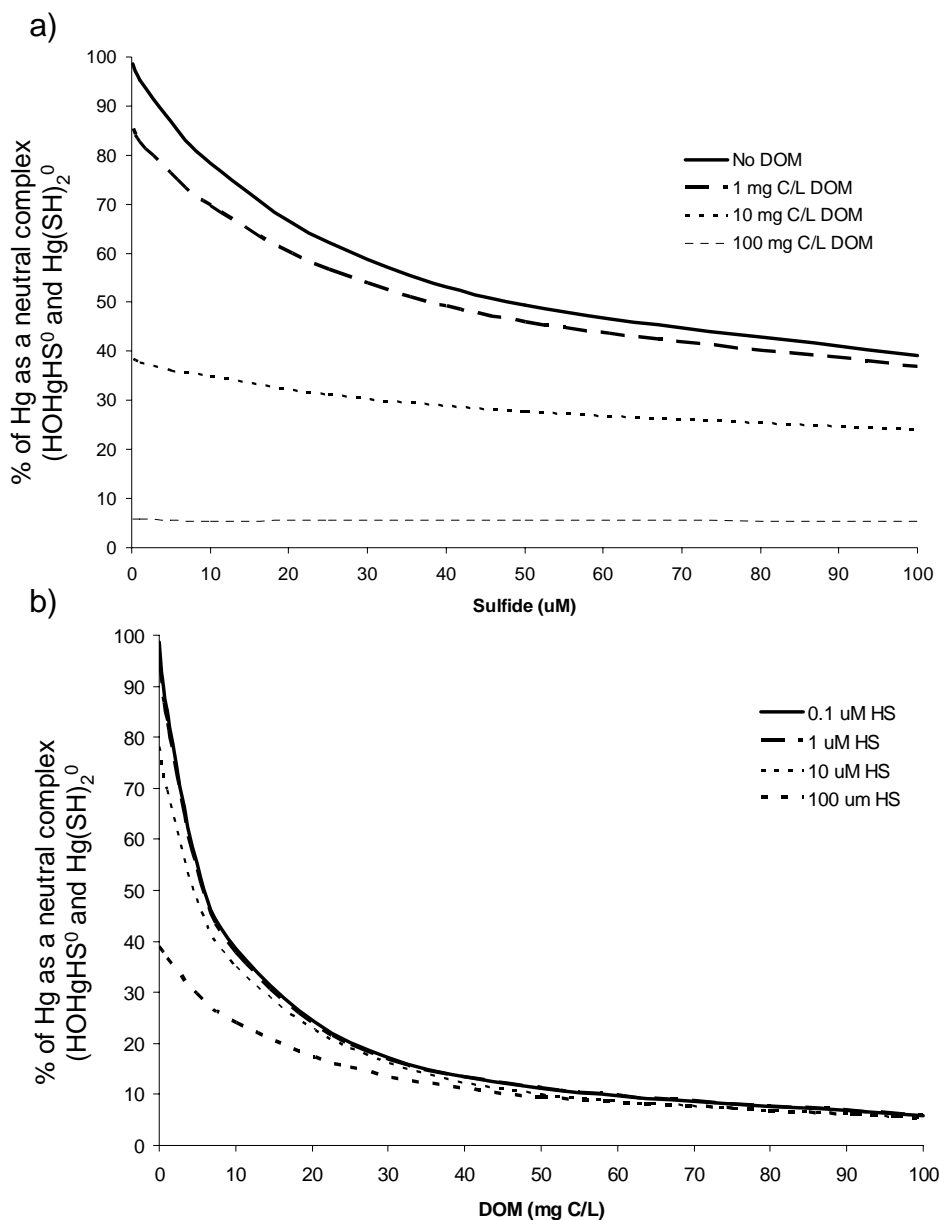 a)
% of Hg as a neutral complex
(HOHgHS⁰ and Hg(SH)₂⁰
100
90
80
70
60
50
40
30
20
10
0
No DOM
1 mg C/L DOM
10 mg C/L DOM
100 mg C/L DOM
0 10 20 30 40 50 60 70 80 90 100
Sulfide (uM)
b)
% of Hg as a neutral complex
(HOHgHS⁰ and Hg(SH)₂⁰
100
90
80
70
60
50
40
30
20
10
0
0.1 uM HS
1 uM HS
10 uM HS
100 um HS
0 10 20 30 40 50 60 70 80 90 100
DOM (mg C/L)